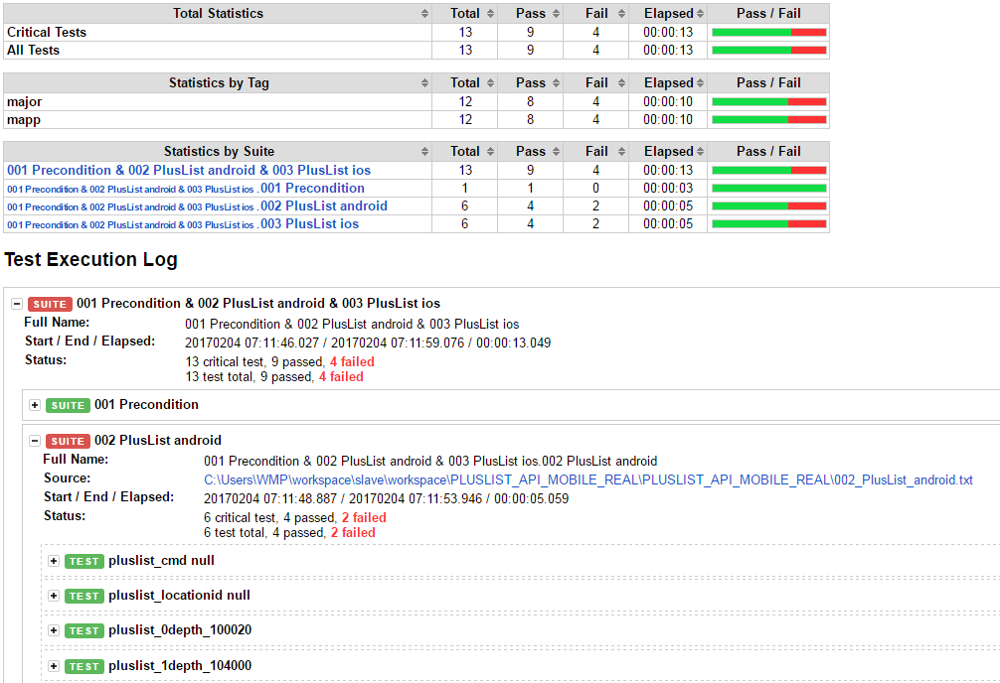 Total Statistics Total Pass Fail Elapsed Pass / Fail
Critical Tests 13 9 4 00:00:13
All Tests 13 9 4 00:00:13
Statistics by Tag Total Pass Fail Elapsed Pass / Fail
major 12 8 4 00:00:10
mapp 12 8 4 00:00:10
Statistics by Suite Total Pass Fail Elapsed Pass / Fail
001 Precondition & 002 PlusList android & 003 PlusList ios 13 9 4 00:00:13
001 Precondition & 002 PlusList android & 003 PlusList ios . 001 Precondition 1 1 0 00:00:03
001 Precondition & 002 PlusList android & 003 PlusList ios . 002 PlusList android 6 4 2 00:00:05
001 Precondition & 002 PlusList android & 003 PlusList ios . 003 PlusList ios 6 4 2 00:00:05
Test Execution Log
SUITE 001 Precondition & 002 PlusList android & 003 PlusList ios
Full Name: 001 Precondition & 002 PlusList android & 003 PlusList ios
Start / End / Elapsed: 20170204 07:11:46.027 / 20170204 07:11:59.076 / 00:00:13.049
Status: 13 critical test, 9 passed, 4 failed
13 test total, 9 passed, 4 failed
SUITE 001 Precondition
SUITE 002 PlusList android
Full Name: 001 Precondition & 002 PlusList android & 003 PlusList ios.002 PlusList android
Source: C:\Users\WMP\workspace\slave\workspace\PLUSLIST_API_MOBILE_REAL\PLUSLIST_API_MOBILE_REAL\002_PlusList_android.txt
Start / End / Elapsed: 20170204 07:11:48.887 / 20170204 07:11:53.946 / 00:00:05.059
Status: 6 critical test, 4 passed, 2 failed
6 test total, 4 passed, 2 failed
TEST pluslist_cmd null
TEST pluslist_locationid null
TEST pluslist_0depth_100020
TEST pluslist_1depth_104000